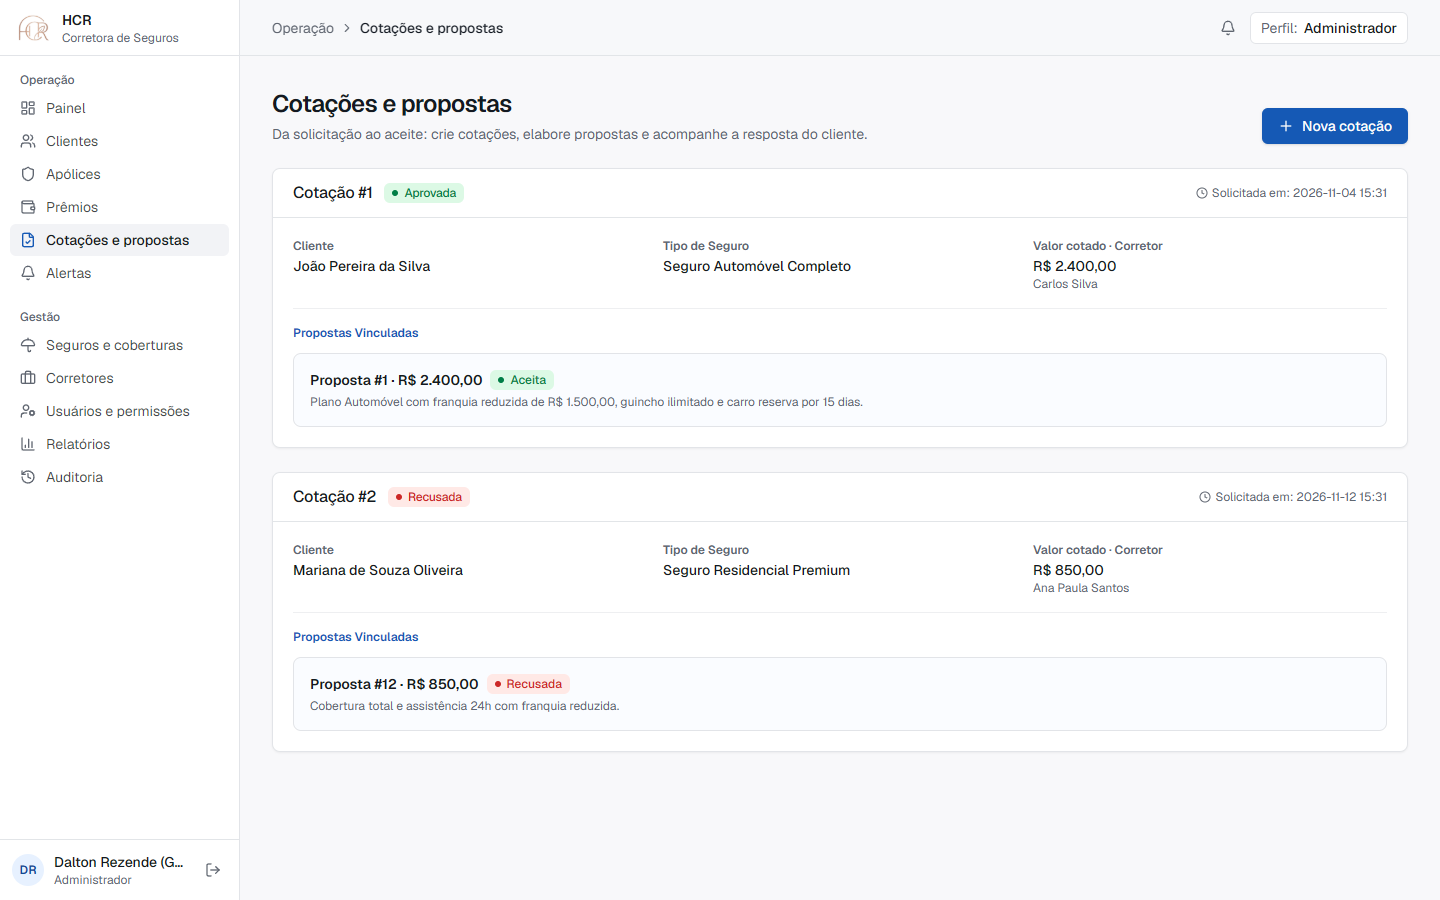 HCR
Corretora de Seguros
Operação
Painel
Clientes
Apólices
Prêmios
Cotações e propostas
Alertas
Gestão
Seguros e coberturas
Corretores
Usuários e permissões
Relatórios
Auditoria
DR
Dalton Rezende (G...
Administrador
Operação > Cotações e propostas
Perfil: Administrador
Cotações e propostas
Da solicitação ao aceite: crie cotações, elabore propostas e acompanhe a resposta do cliente.
+ Nova cotação
Cotação #1 Aprovada Solicitada em: 2026-11-04 15:31
Cliente Tipo de Seguro Valor cotado · Corretor
João Pereira da Silva Seguro Automóvel Completo R$ 2.400,00
Carlos Silva
Propostas Vinculadas
Proposta #1 · R$ 2.400,00 Aceita
Plano Automóvel com franquia reduzida de R$ 1.500,00, guincho ilimitado e carro reserva por 15 dias.
Cotação #2 Recusada Solicitada em: 2026-11-12 15:31
Cliente Tipo de Seguro Valor cotado · Corretor
Mariana de Souza Oliveira Seguro Residencial Premium R$ 850,00
Ana Paula Santos
Propostas Vinculadas
Proposta #12 · R$ 850,00 Recusada
Cobertura total e assistência 24h com franquia reduzida.